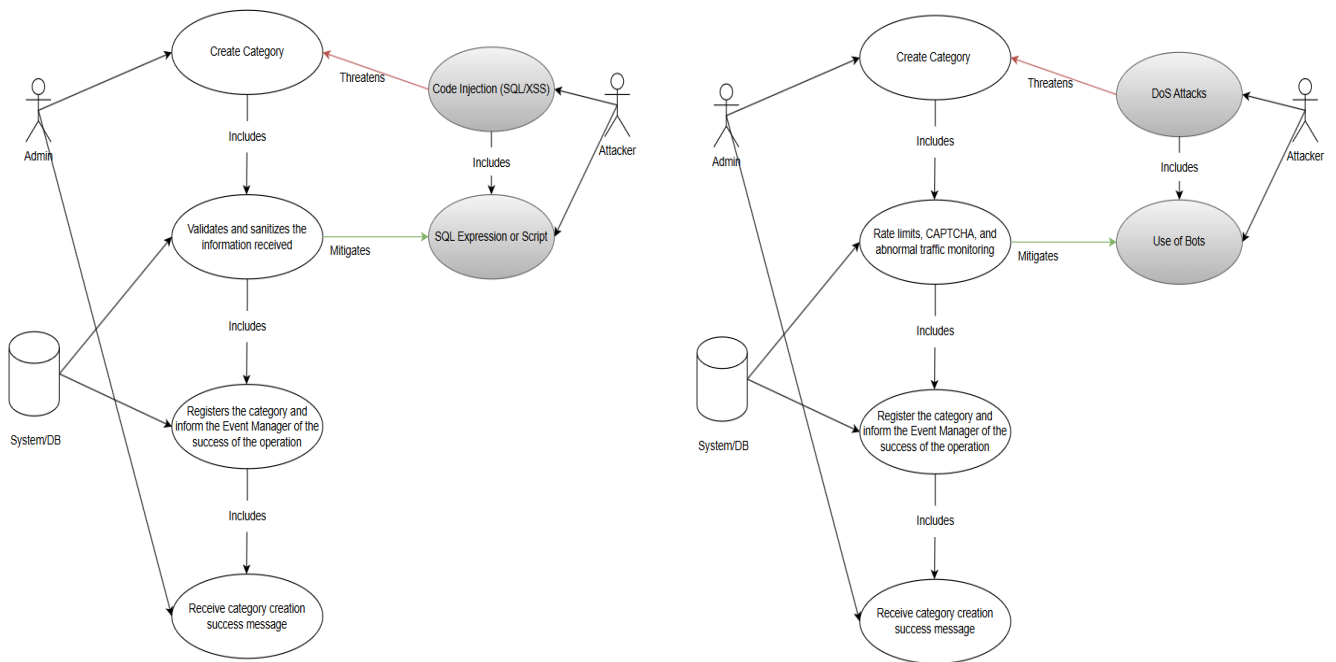 Create Category
Threatens
Code Injection (SQL/XSS)
Admin
Includes
Attacker
Includes
Validates and sanitizes the
information received
SQL Expression or Script
Mitigates
Includes
System/DB
Registers the category and
inform the Event Manager of the
success of the operation
Includes
Receive category creation
success message
Create Category
Threatens
DoS Attacks
Admin
Includes
Attacker
Includes
Rate limits, CAPTCHA, and
abnormal traffic monitoring
Use of Bots
Mitigates
Includes
System/DB
Register the category and
inform the Event Manager of the
success of the operation
Includes
Receive category creation
success message